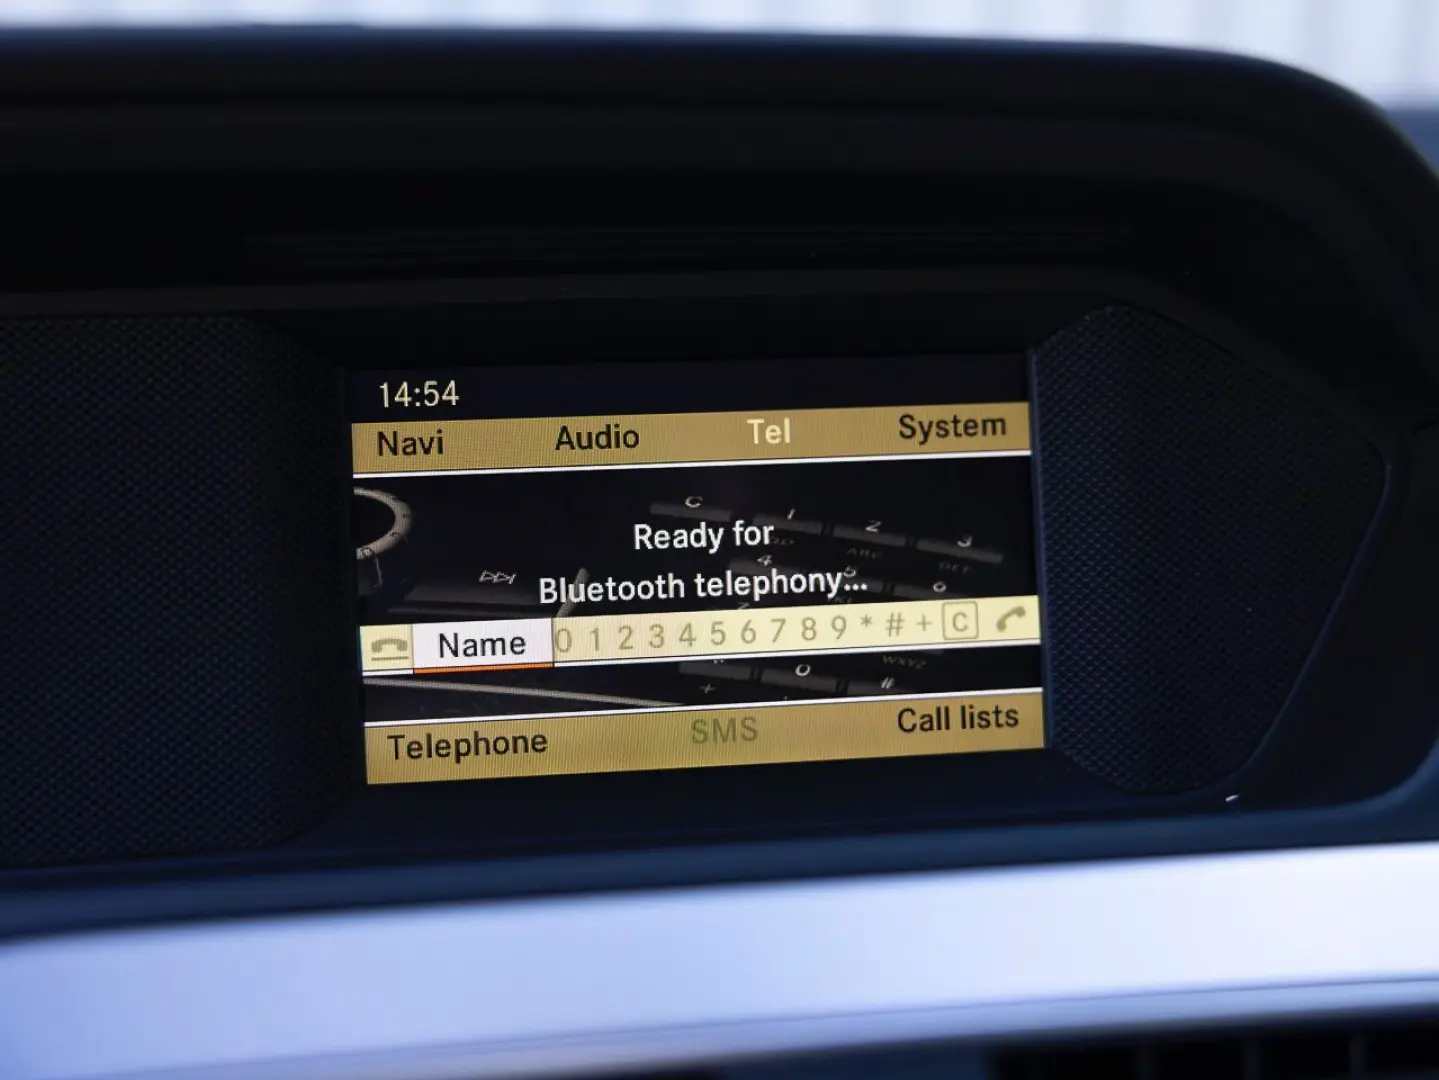 14:54
Navi Audio Tel System
Ready for
Bluetooth telephony...
Name 0 1 2 3 4 5 6 7 8 9 * # + C
Telephone SMS Call lists